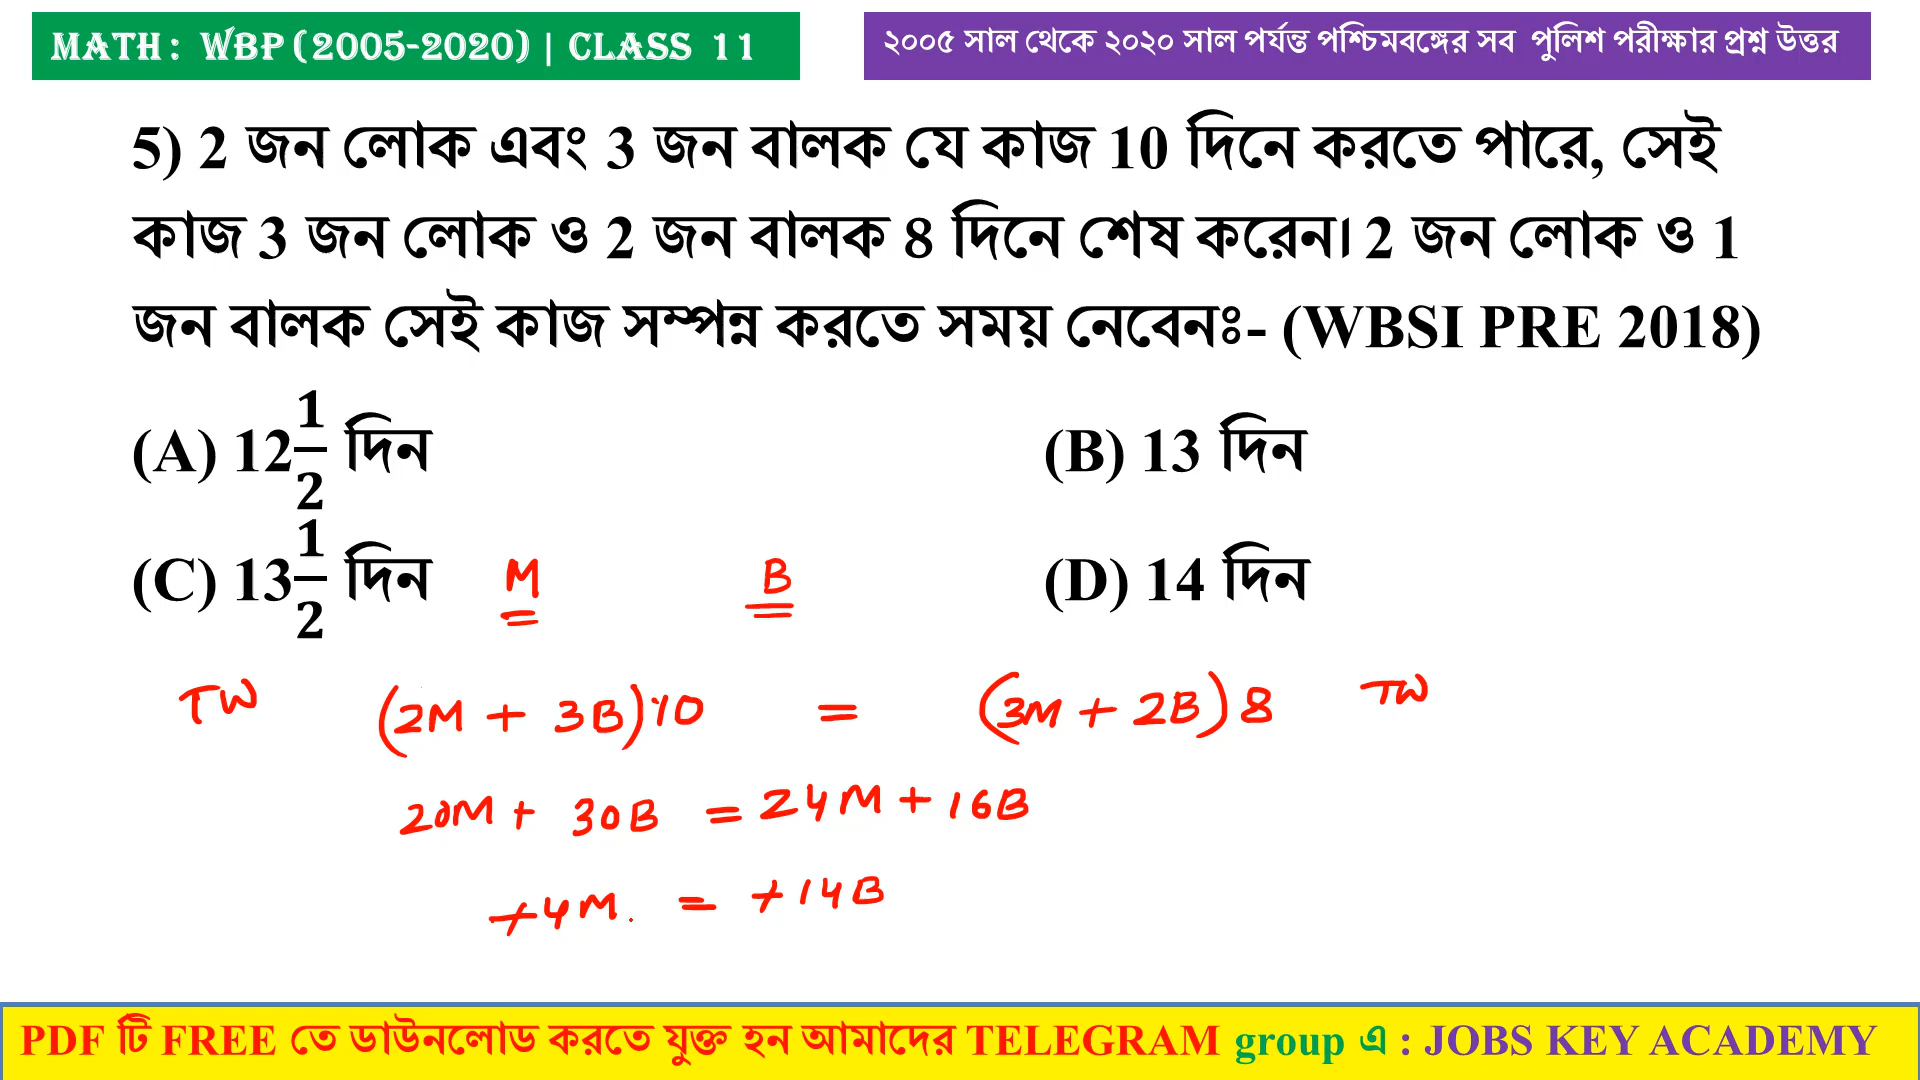 MATH : WBP (2005-2020) | CLASS 11
২০০৫ সাল থেকে ২০২০ সাল পর্যন্ত পশ্চিমবঙ্গের সব পুলিশ পরীক্ষার প্রশ্ন উত্তর
5) 2 জন লোক এবং 3 জন বালক যে কাজ 10 দিনে করতে পারে, সেই
কাজ 3 জন লোক ও 2 জন বালক 8 দিনে শেষ করেন। 2 জন লোক ও 1
জন বালক সেই কাজ সম্পন্ন করতে সময় নেবেনঃ- (WBSI PRE 2018)
(A) 12 1/2 দিন
(B) 13 দিন
(C) 13 1/2 দিন
(D) 14 দিন
M B
TW (2M + 3B)×10 = (3M + 2B) 8 TW
20M + 30B = 24M + 16B
+4M = +14B
PDF টি FREE তে ডাউনলোড করতে যুক্ত হন আমাদের TELEGRAM group এ : JOBS KEY ACADEMY